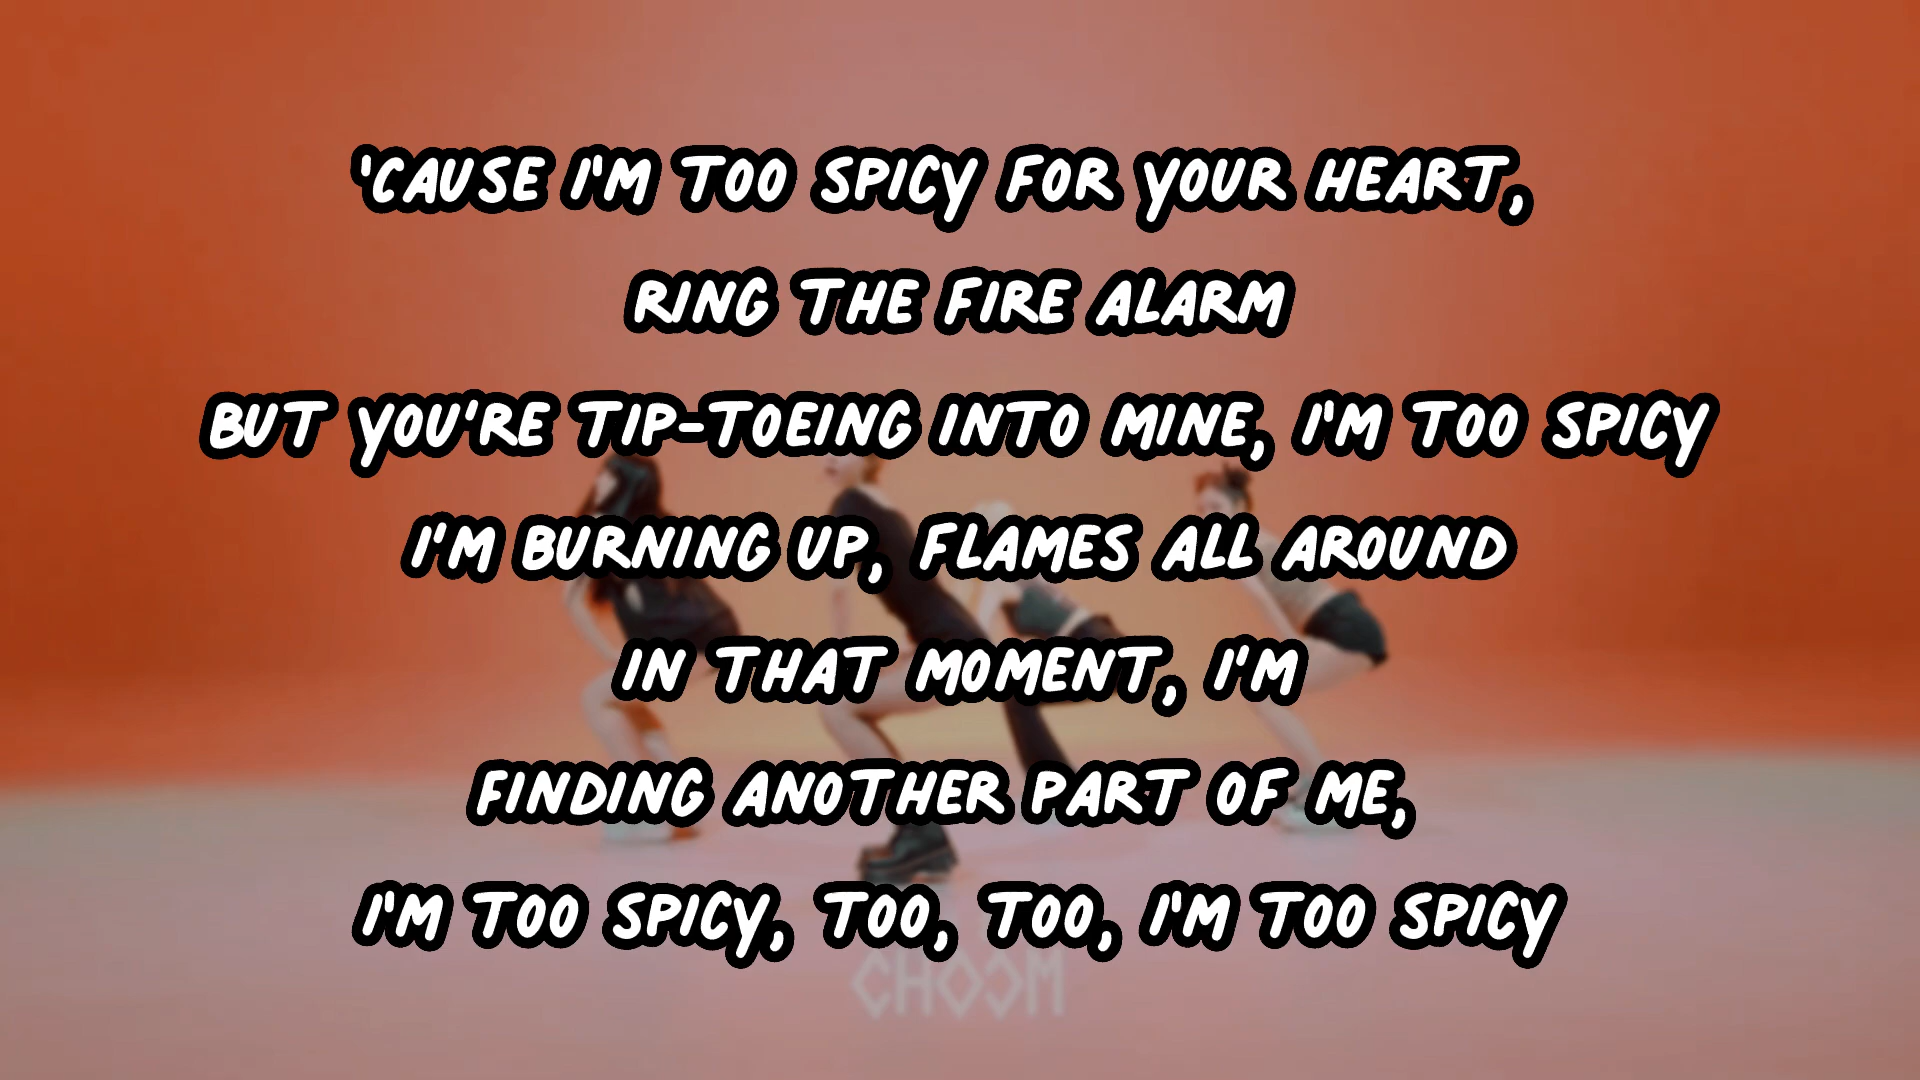 'CAUSE I'M TOO SPICY FOR YOUR HEART,
RING THE FIRE ALARM
BUT YOU'RE TIP-TOEING INTO MINE, I'M TOO SPICY
I'M BURNING UP, FLAMES ALL AROUND
IN THAT MOMENT, I'M
FINDING ANOTHER PART OF ME,
I'M TOO SPICY, TOO, TOO, I'M TOO SPICY
CHOOM